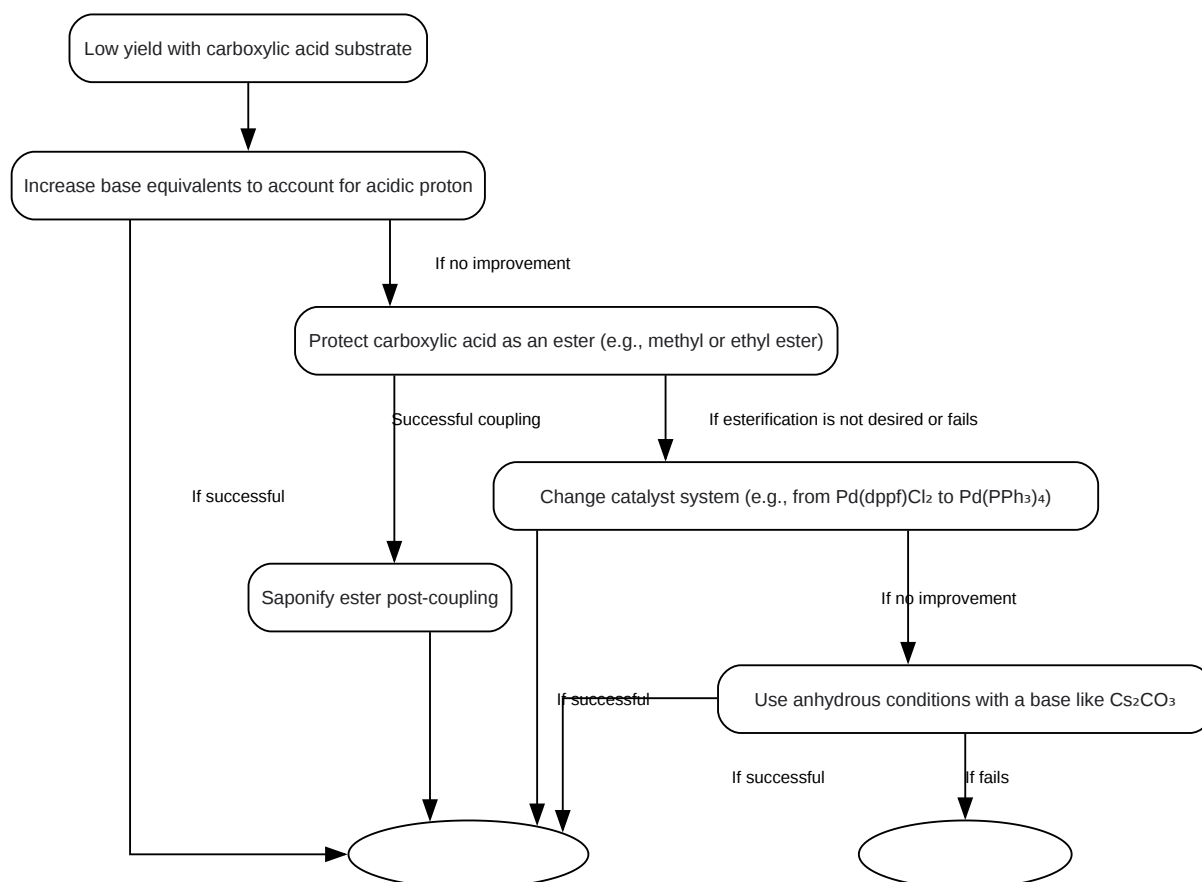 Low yield with carboxylic acid substrate
Increase base equivalents to account for acidic proton
If no improvement
Protect carboxylic acid as an ester (e.g., methyl or ethyl ester)
Successful coupling
If esterification is not desired or fails
If successful
Change catalyst system (e.g., from Pd(dppf)Cl₂ to Pd(PPh₃)₄)
Saponify ester post-coupling
If no improvement
If successful
Use anhydrous conditions with a base like Cs₂CO₃
If successful
If fails